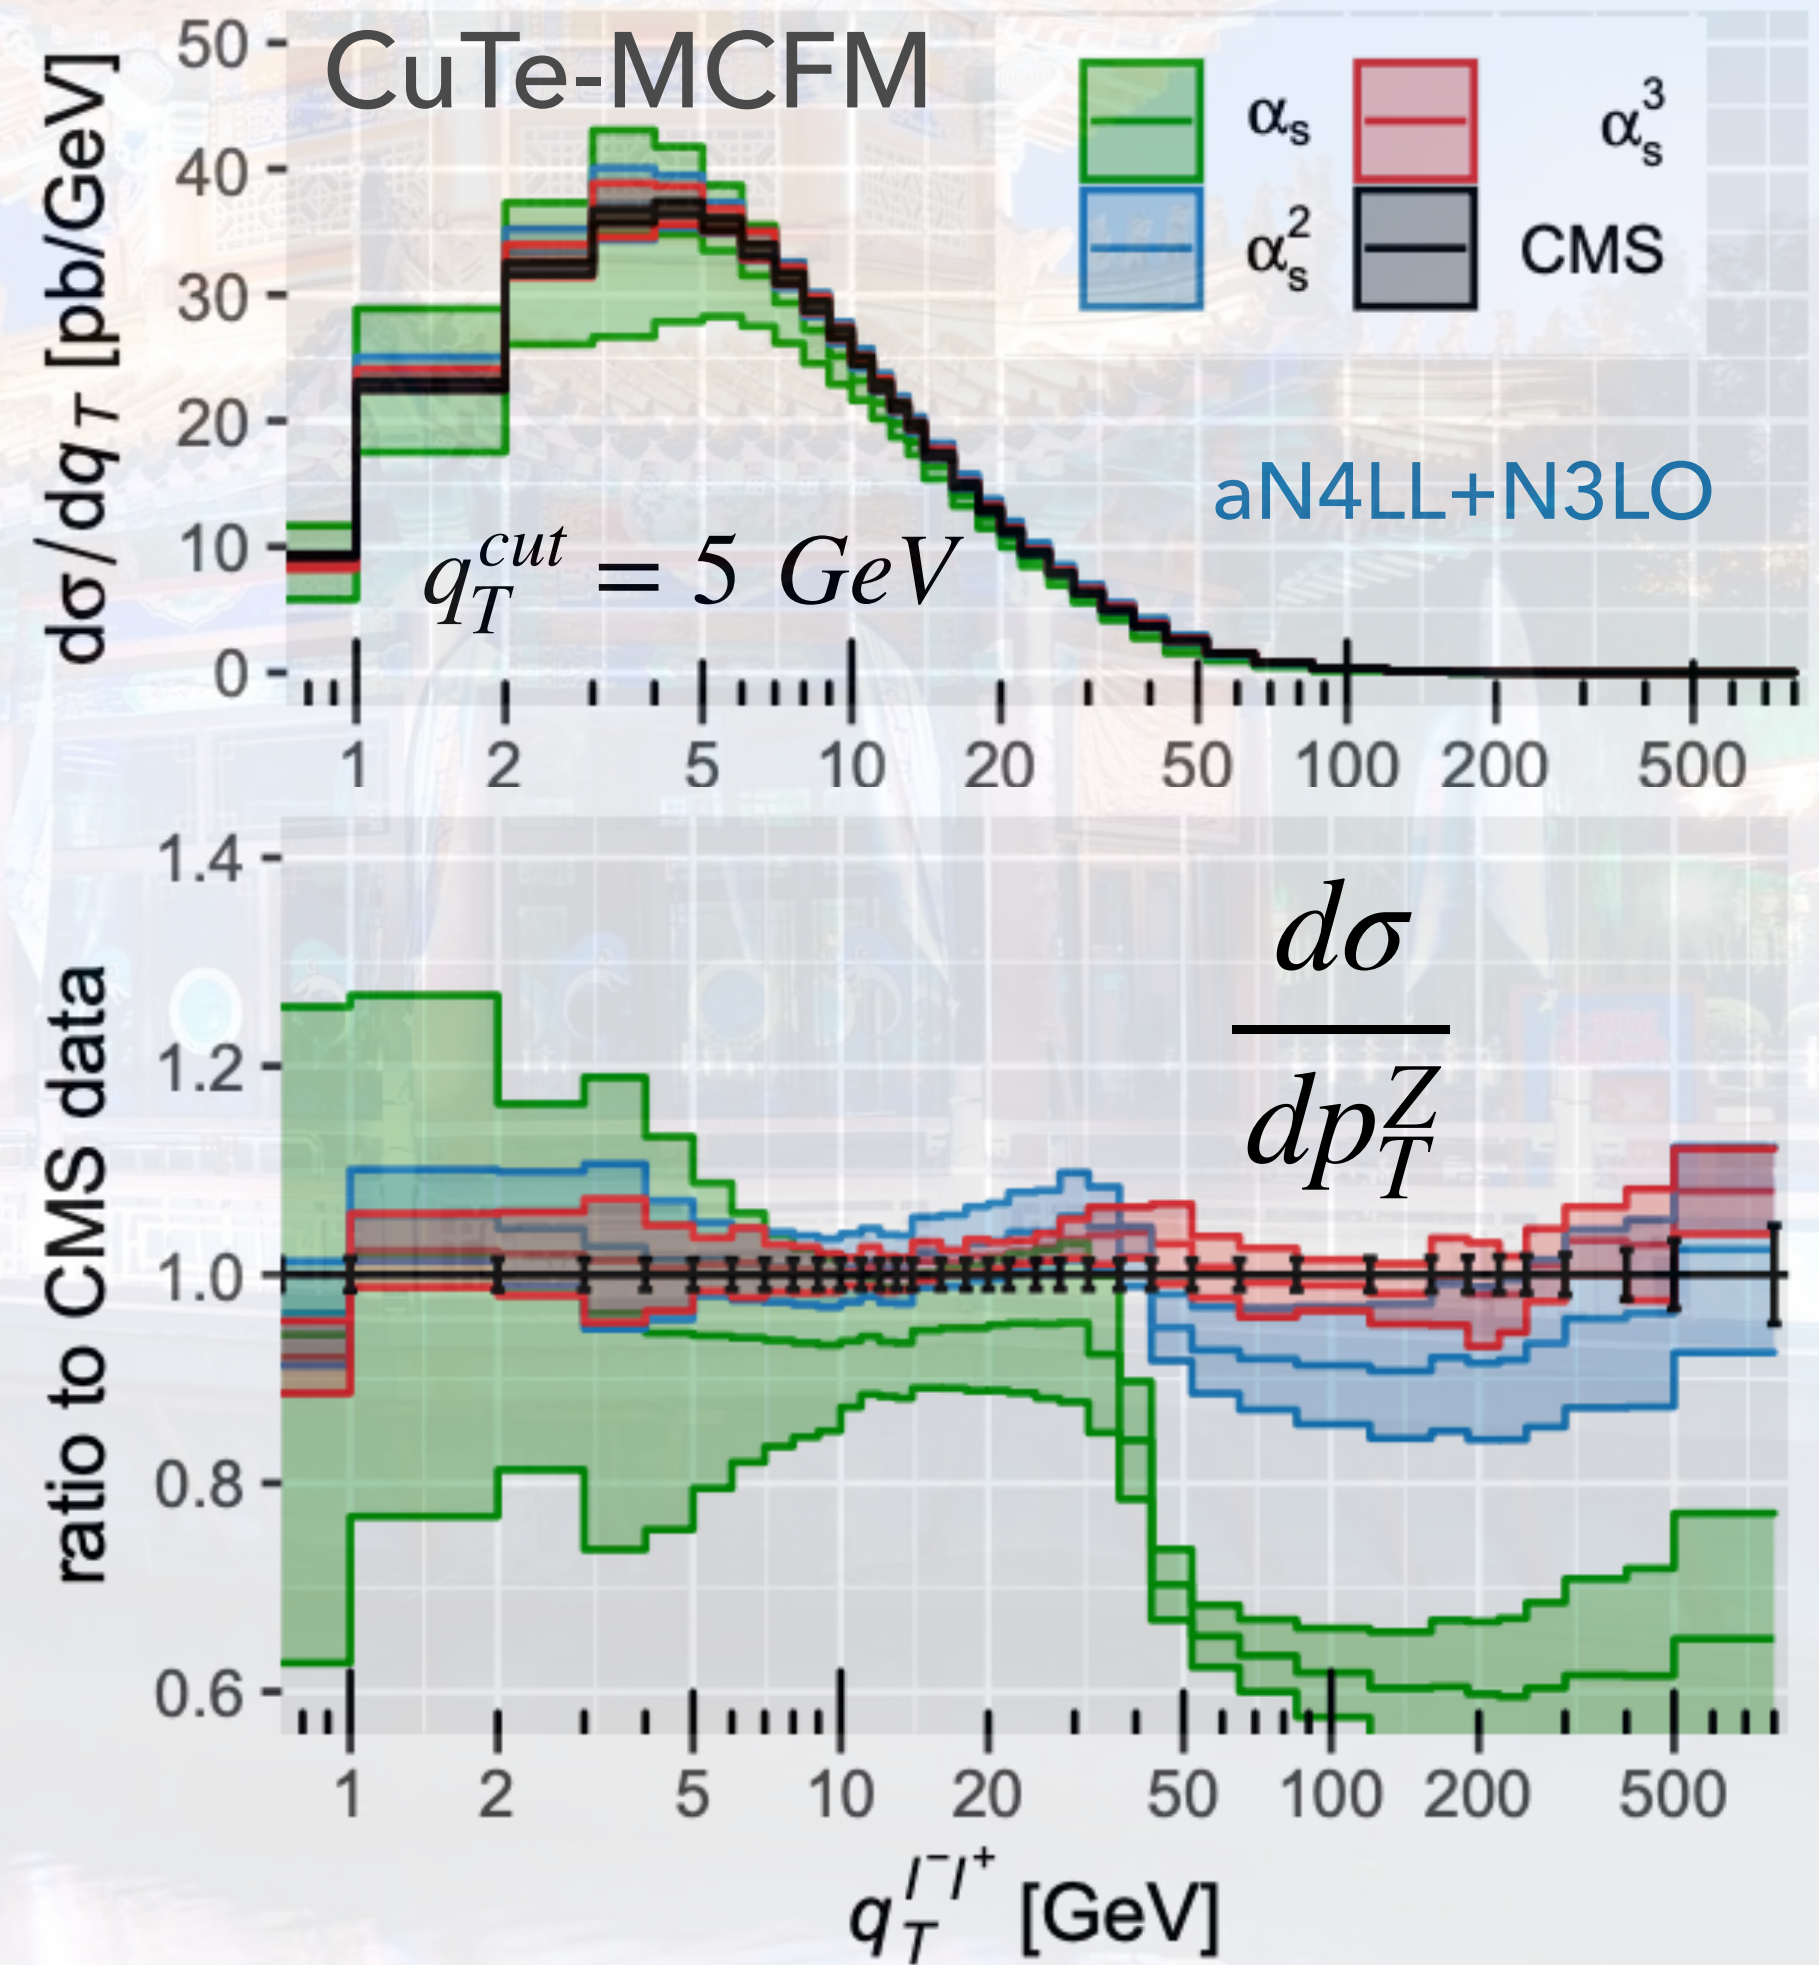 CuTe-MCFM
dσ/dq_T [pb/GeV]
50
40
30
20
10
0
α_s
α_s^3
α_s^2
CMS
aN4LL+N3LO
q_T^{cut} = 5 GeV
1 2 5 10 20 50 100 200 500
ratio to CMS data
1.4
1.2
1.0
0.8
0.6
dσ
dp_T^Z
1 2 5 10 20 50 100 200 500
q_T^{l^-l^+} [GeV]